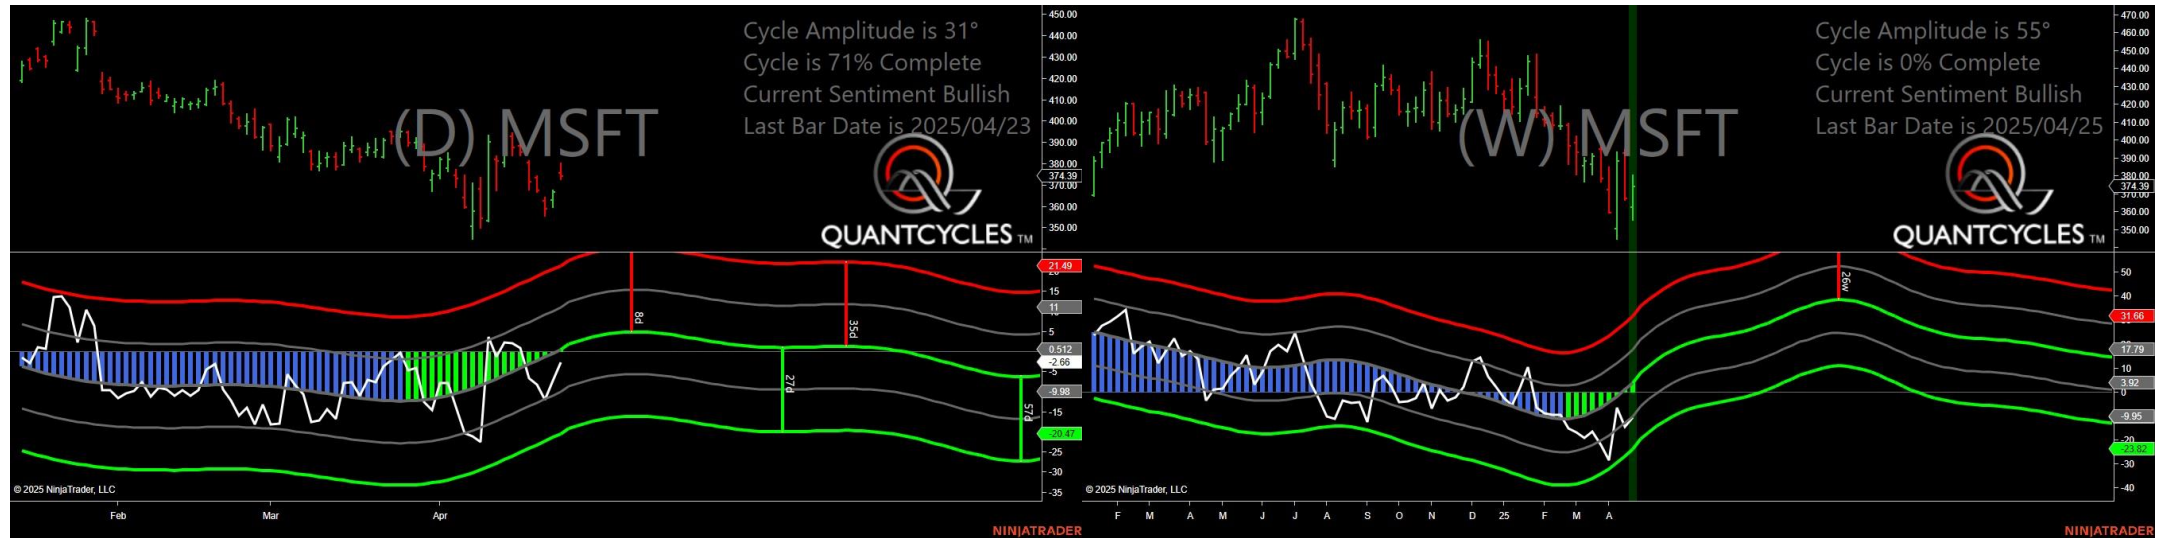 Cycle Amplitude is 31°
Cycle is 71% Complete
Current Sentiment Bullish
Last Bar Date is 2025/04/23
(D) MSFT
QUANTCYCLES TM
450.00
440.00
430.00
420.00
410.00
400.00
390.00
380.00
374.39
370.00
360.00
350.00
21.49
15
11
5
0.512
-2.66
-5
-9.98
-15
-20.47
-25
-30
-35
8d
27d
35d
57d
© 2025 NinjaTrader, LLC
Feb Mar Apr
NINJATRADER
Cycle Amplitude is 55°
Cycle is 0% Complete
Current Sentiment Bullish
Last Bar Date is 2025/04/25
(W) MSFT
QUANTCYCLES TM
470.00
460.00
450.00
440.00
430.00
420.00
410.00
400.00
390.00
380.00
374.39
370.00
360.00
350.00
50
40
31.66
17.79
10
3.92
0
-9.95
-20
-23.82
-30
-40
26w
© 2025 NinjaTrader, LLC
F M A M J J A S O N D 25 F M A
NINJATRADER